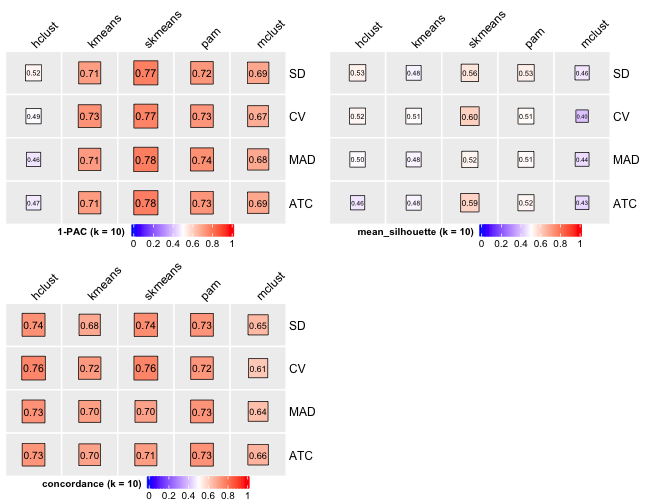 hclust kmeans skmeans pam mclust
0.52 0.71 0.77 0.72 0.69 SD
0.49 0.73 0.77 0.73 0.67 CV
0.46 0.71 0.78 0.74 0.68 MAD
0.47 0.71 0.78 0.73 0.69 ATC
1-PAC (k = 10)
0 0.2 0.4 0.6 0.8 1
hclust kmeans skmeans pam mclust
0.53 0.48 0.56 0.53 0.46 SD
0.52 0.51 0.60 0.51 0.40 CV
0.50 0.48 0.52 0.51 0.44 MAD
0.46 0.48 0.59 0.52 0.43 ATC
mean_silhouette (k = 10)
0 0.2 0.4 0.6 0.8 1
hclust kmeans skmeans pam mclust
0.74 0.68 0.74 0.73 0.65 SD
0.76 0.72 0.76 0.72 0.61 CV
0.73 0.70 0.70 0.73 0.64 MAD
0.73 0.70 0.71 0.73 0.66 ATC
concordance (k = 10)
0 0.2 0.4 0.6 0.8 1